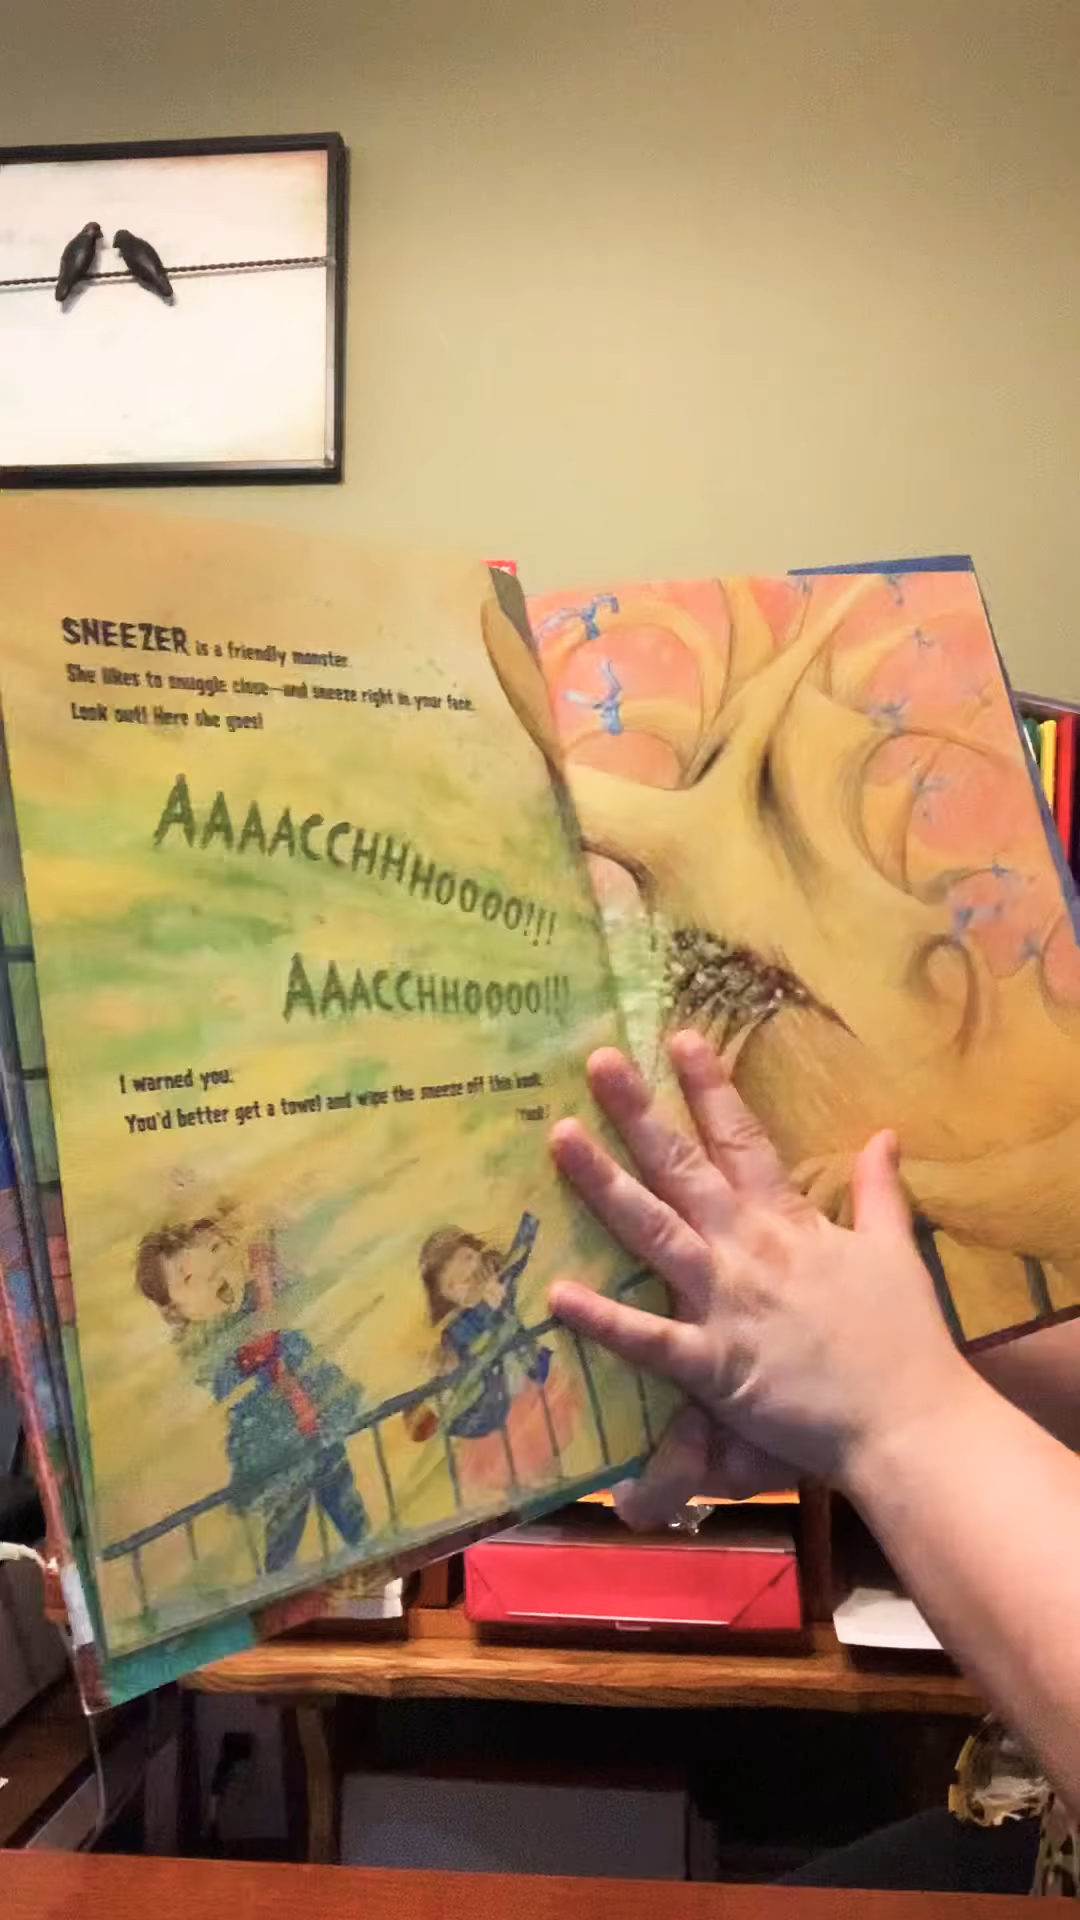 SNEEZER is a friendly monster.
She likes to snuggle close—and sneeze right in your face.
Look out! Here she goes!
AAAACCHHHOOOO!!!
AAACCHHOOOO!!!
I warned you.
You'd better get a towel and wipe the sneeze off this book.